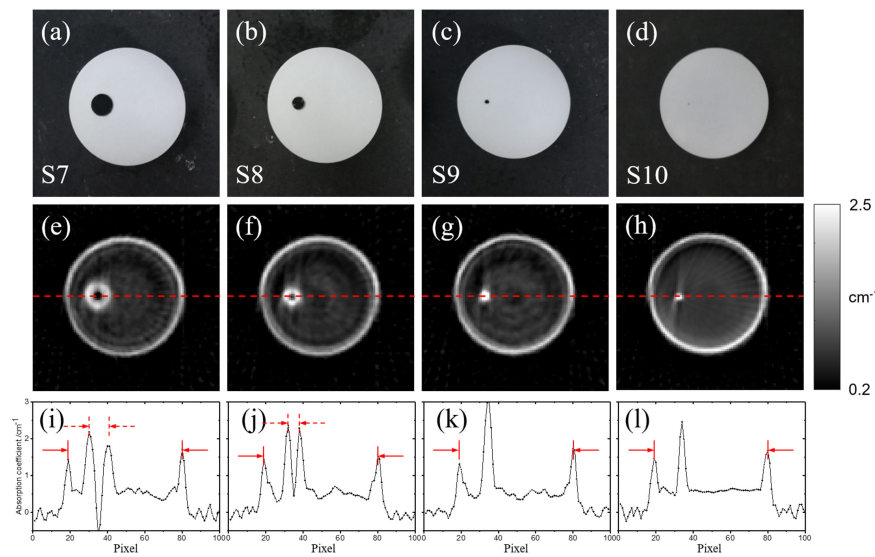 (a) (b) (c) (d)
S7 S8 S9 S10
(e) (f) (g) (h)
2.5
cm⁻¹
0.2
(i) (j) (k) (l)
Absorption coefficient /cm⁻¹
3
2
1
0
0 20 40 60 80 100 0 20 40 60 80 100 0 20 40 60 80 100 0 20 40 60 80 100
Pixel Pixel Pixel Pixel